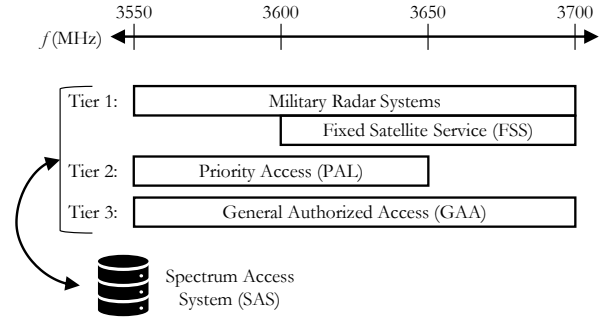 3550 3600 3650 3700
f (MHz)
Tier 1: Military Radar Systems
Fixed Satellite Service (FSS)
Tier 2: Priority Access (PAL)
Tier 3: General Authorized Access (GAA)
Spectrum Access
System (SAS)